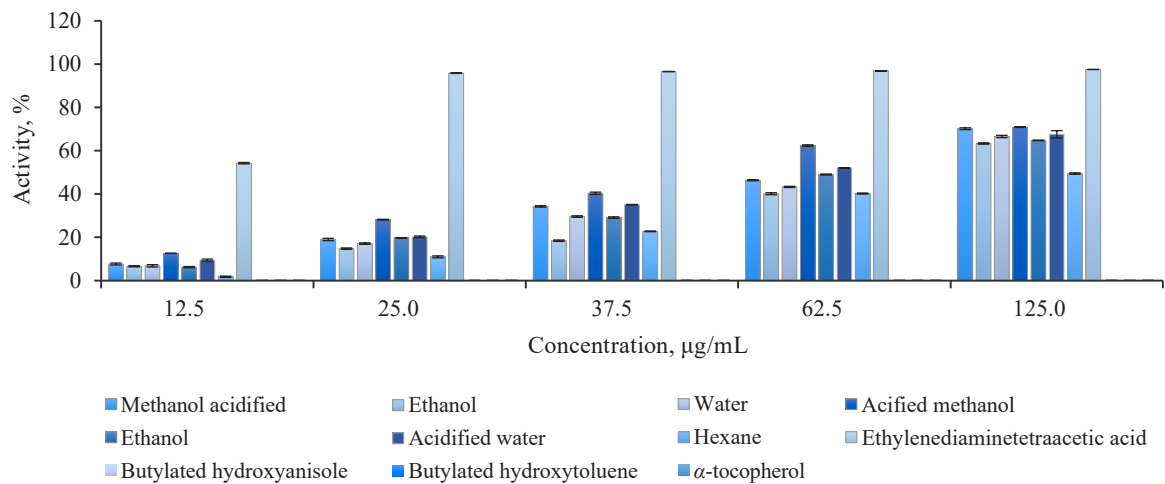 120
100
80
60
40
20
0
Activity, %
12.5 25.0 37.5 62.5 125.0
Concentration, µg/mL
Methanol acidified Ethanol Water Acified methanol
Ethanol Acidified water Hexane Ethylenediaminetetraacetic acid
Butylated hydroxyanisole Butylated hydroxytoluene α-tocopherol